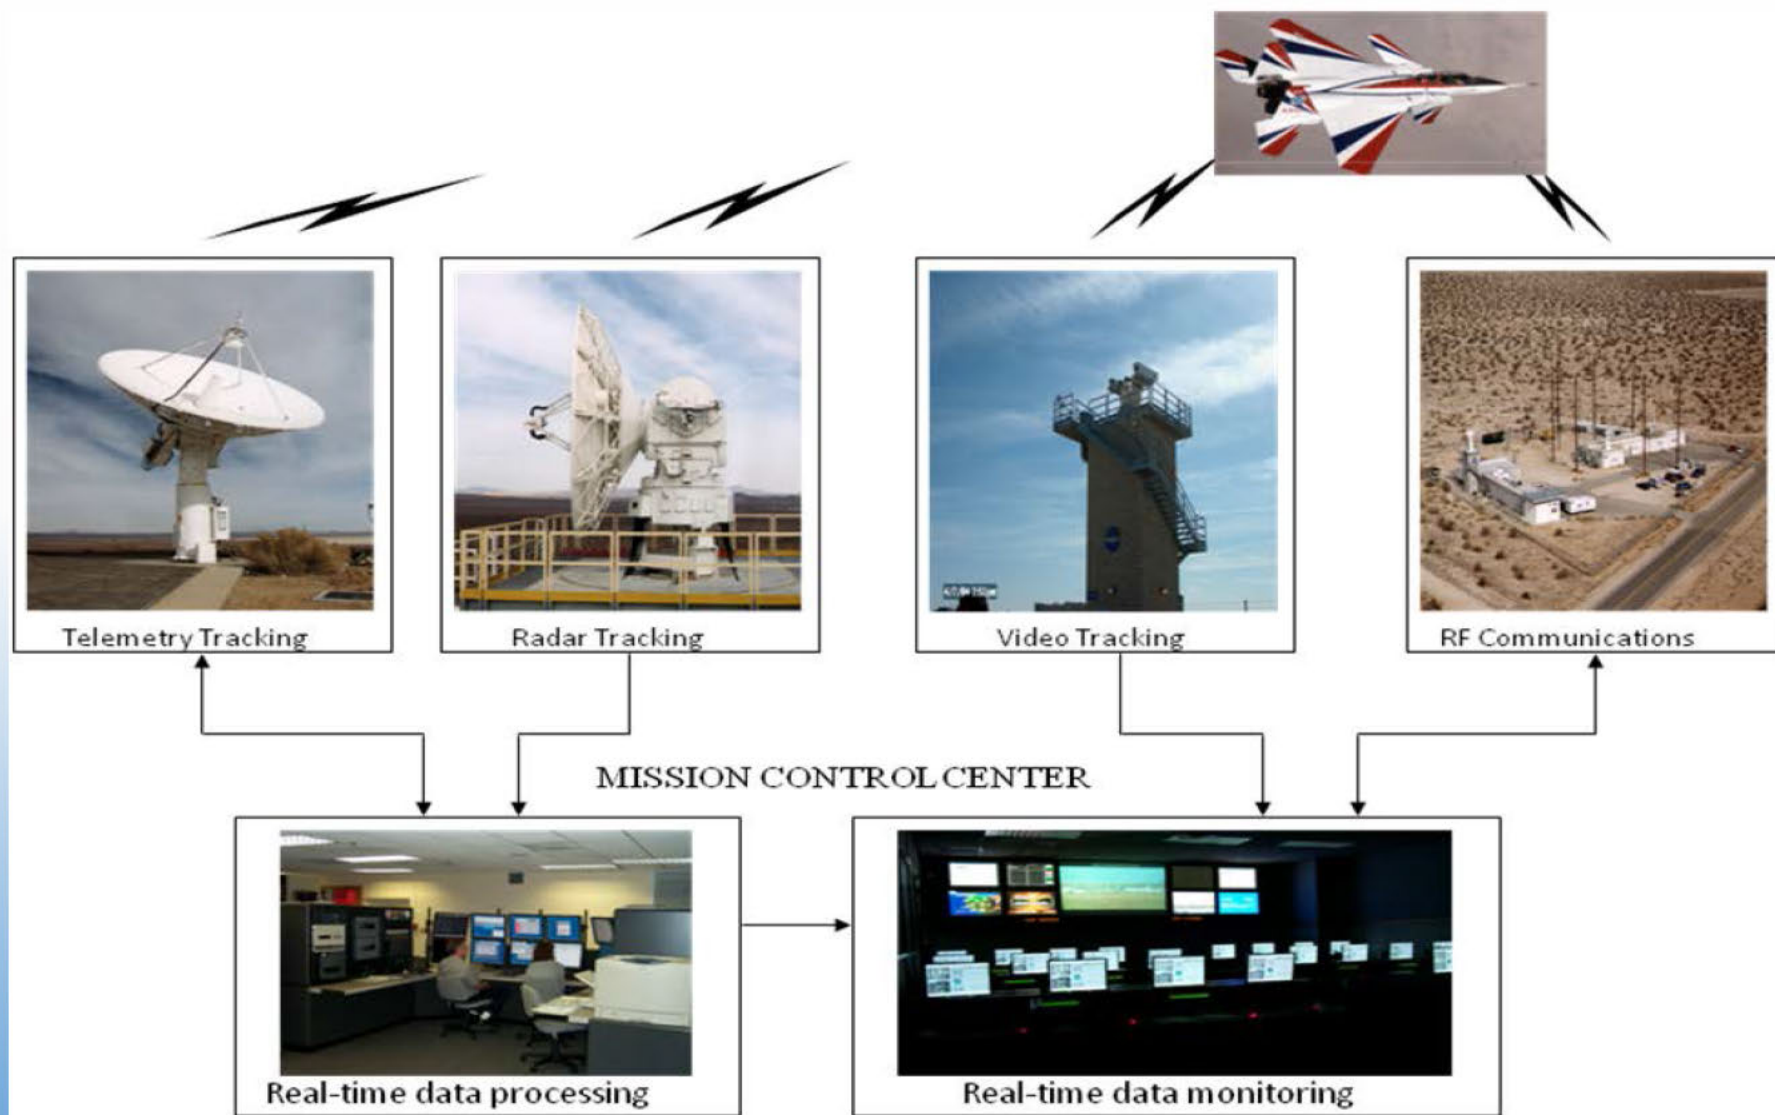 Telemetry Tracking
Radar Tracking
Video Tracking
RF Communications
MISSION CONTROL CENTER
Real-time data processing
Real-time data monitoring